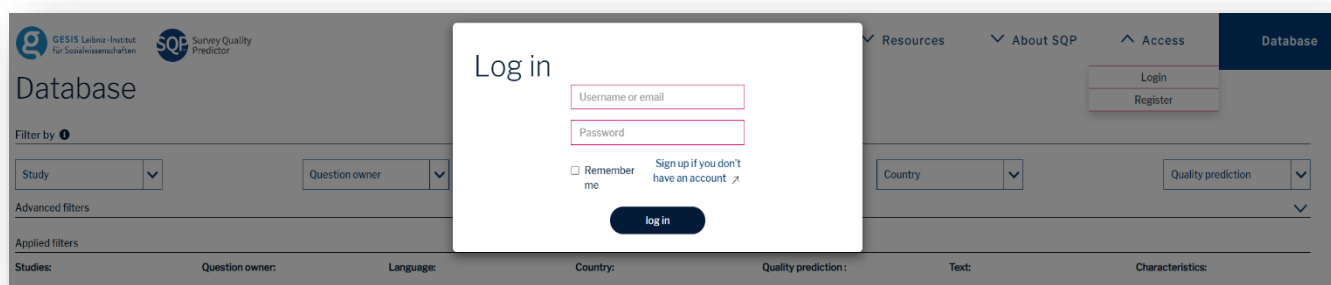 GESIS Leibniz-Institut
für Sozialwissenschaften
SQP Survey Quality
Predictor
Resources
About SQP
Access
Database
Login
Register
Database
Log in
Username or email
Password
Remember
me
Sign up if you don't
have an account
log in
Filter by
Study
Question owner
Country
Quality prediction
Advanced filters
Applied filters
Studies: Question owner: Language: Country: Quality prediction : Text: Characteristics: